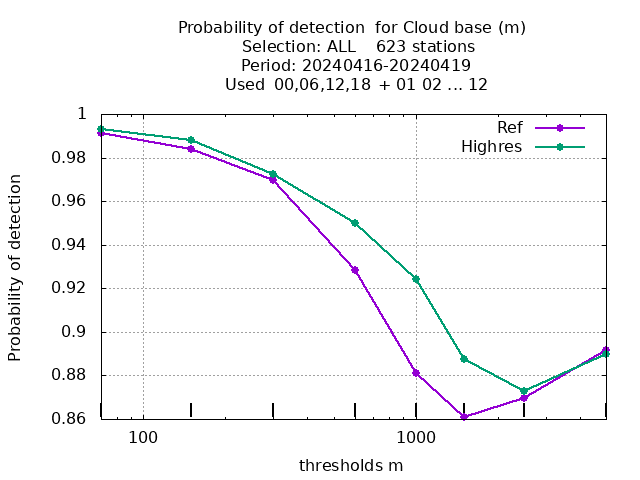 Probability of detection  for Cloud base (m)
Selection: ALL    623 stations
Period: 20240416-20240419
Used  00,06,12,18 + 01 02 ... 12
Ref
Highres
1
0.98
0.96
0.94
0.92
0.9
0.88
0.86
Probability of detection
100
1000
thresholds m